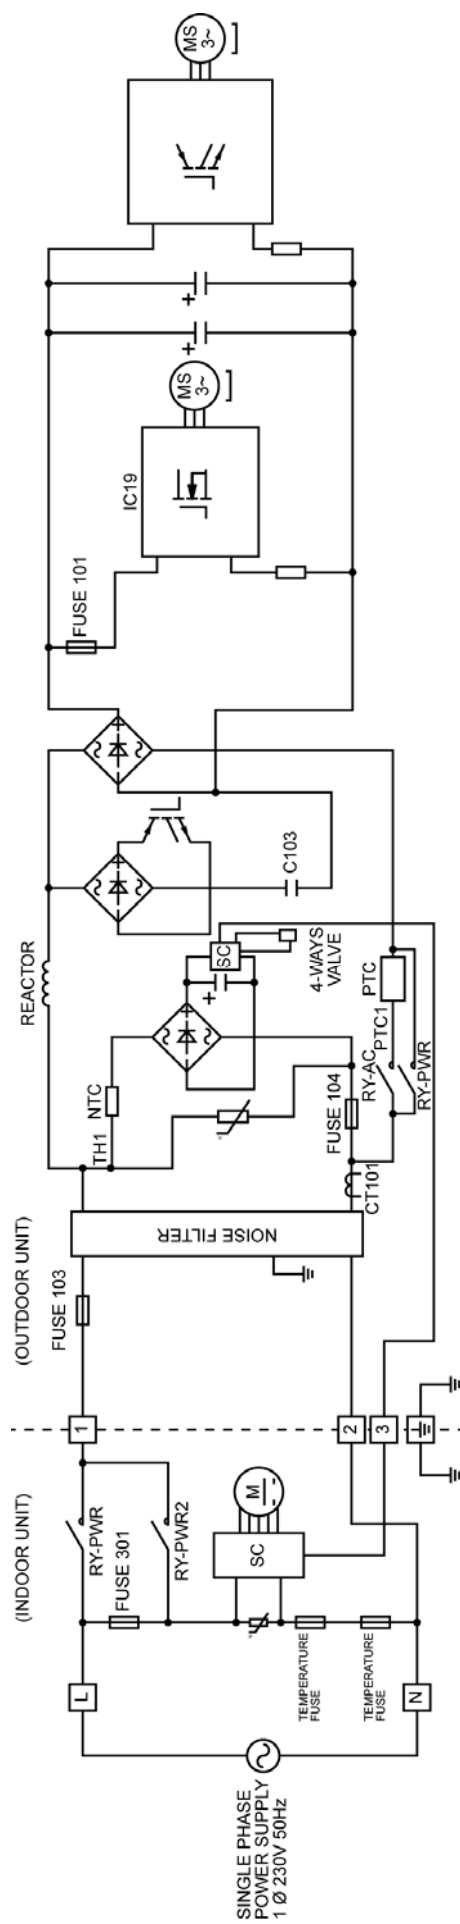 SINGLE PHASE
POWER SUPPLY
1 Ø 230V 50Hz
(INDOOR UNIT)
L
N
RY-PWR
FUSE 301
RY-PWR2
SC
M
TEMPERATURE
FUSE
TEMPERATURE
FUSE
1
2
3
(OUTDOOR UNIT)
FUSE 103
NOISE FILTER
TH1
NTC
CT101
FUSE 104
RY-AC
PTC1
RY-PWR
PTC
REACTOR
+
SC
4-WAYS
VALVE
C103
FUSE 101
IC19
MS
3~
+
+
MS
3~